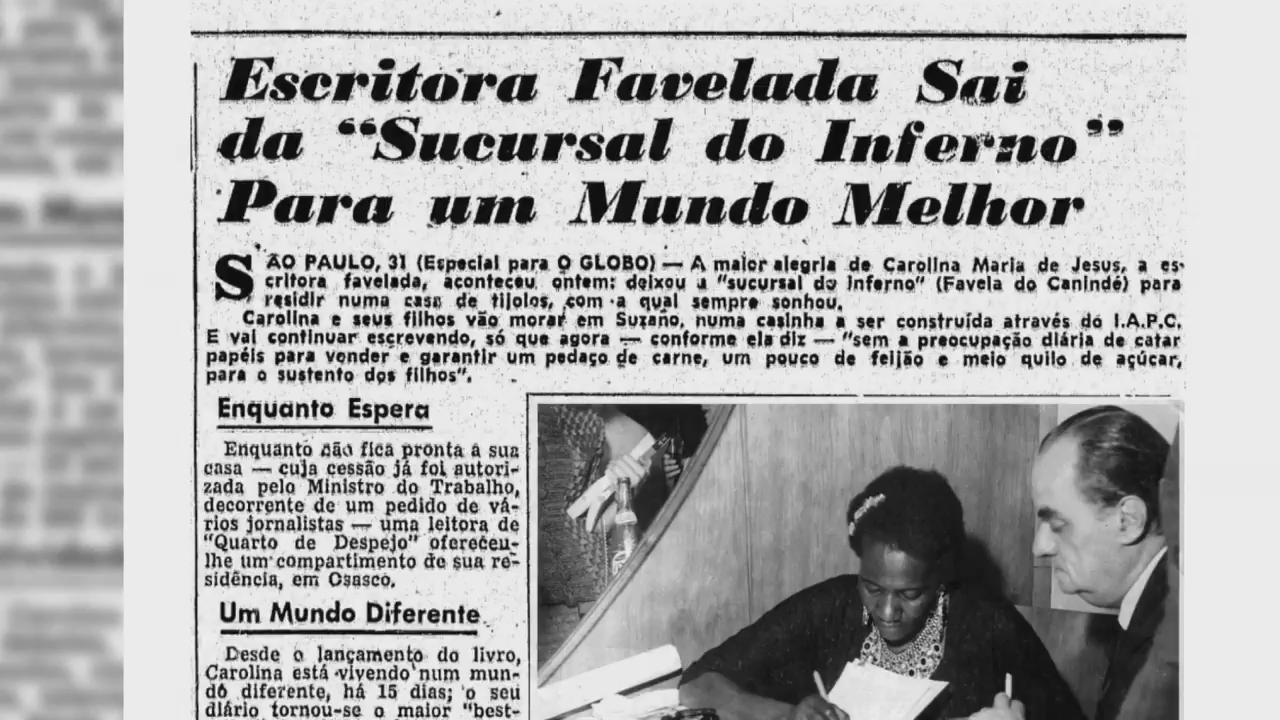 Escritora Favelada Sai
da “Sucursal do Inferno”
Para um Mundo Melhor
SÃO PAULO, 31 (Especial para O GLOBO) — A maior alegria de Carolina Maria de Jesus, a es-
critora favelada, aconteceu ontem: deixou a "sucursal do inferno" (Favela do Canindé) para
residir numa casa de tijolos, com a qual sempre sonhou.
Carolina e seus filhos vão morar em Suzano, numa casinha a ser construída através do I.A.P.C.
E vai continuar escrevendo, só que agora — conforme ela diz — "sem a preocupação diária de catar
papéis para vender e garantir um pedaço de carne, um pouco de feijão e meio quilo de açúcar,
para o sustento dos filhos".
Enquanto Espera
Enquanto não fica pronta a sua
casa — cuja cessão já foi autori-
zada pelo Ministro do Trabalho,
decorrente de um pedido de vá-
rios jornalistas — uma leitora de
"Quarto de Despejo" ofereceu-
lhe um compartimento de sua re-
sidência, em Osasco.
Um Mundo Diferente
Desde o lançamento do livro,
Carolina está vivendo num mun-
do diferente, há 15 dias; o seu
diário tornou-se o maior "best-